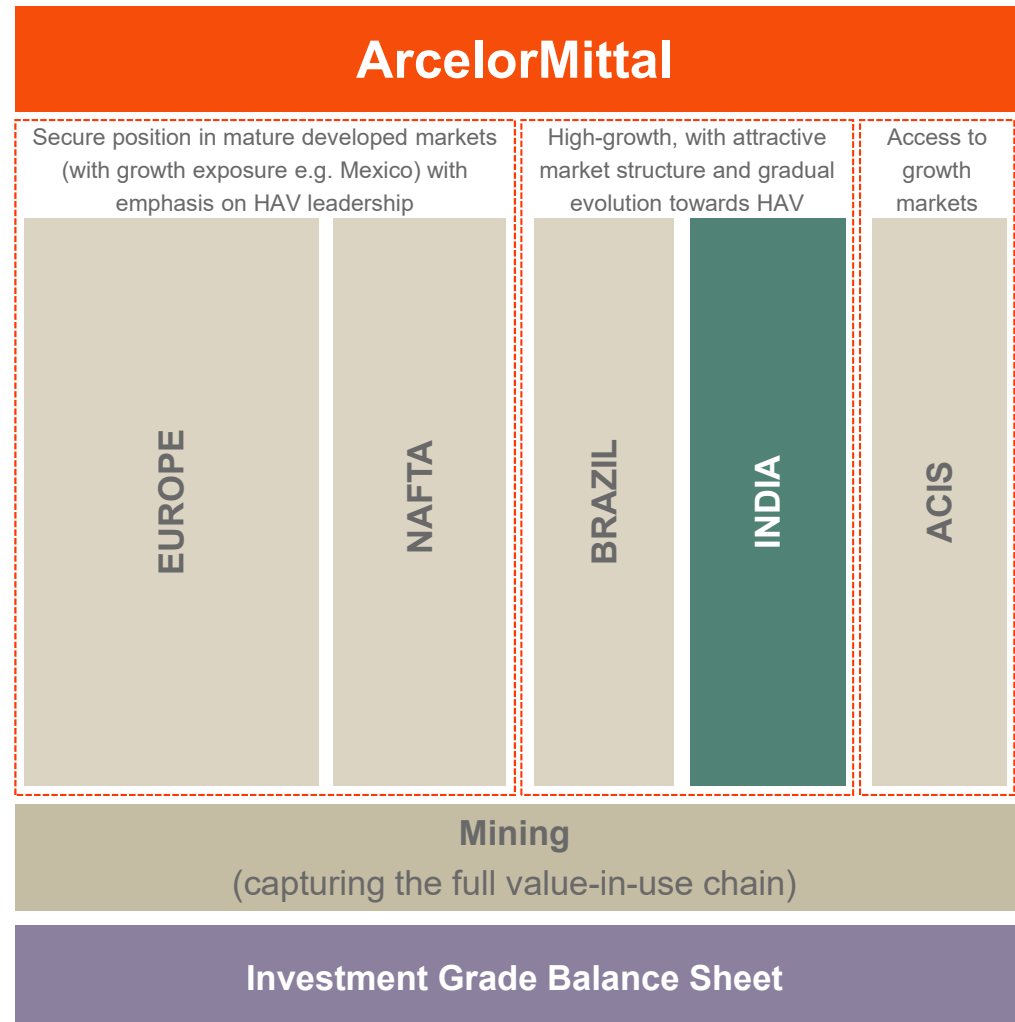 ArcelorMittal
Secure position in mature developed markets
(with growth exposure e.g. Mexico) with
emphasis on HAV leadership
High-growth, with attractive
market structure and gradual
evolution towards HAV
Access to
growth
markets
EUROPE
NAFTA
BRAZIL
INDIA
ACIS
Mining
(capturing the full value-in-use chain)
Investment Grade Balance Sheet